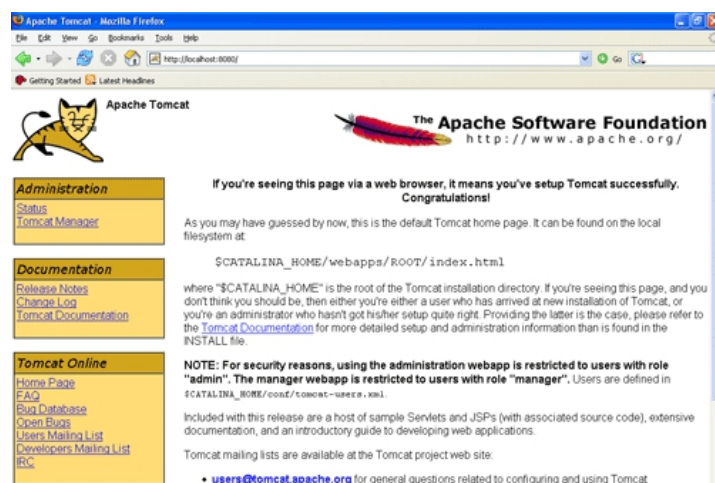 Apache Tomcat - Mozilla Firefox
File Edit View Go Bookmarks Tools Help
http://localhost:8080/
Go
Getting Started Latest Headlines
Apache Tomcat
The Apache Software Foundation
http://www.apache.org/
Administration
Status
Tomcat Manager
Documentation
Release Notes
Change Log
Tomcat Documentation
Tomcat Online
Home Page
FAQ
Bug Database
Open Bugs
Users Mailing List
Developers Mailing List
IRC
If you're seeing this page via a web browser, it means you've setup Tomcat successfully.
Congratulations!
As you may have guessed by now, this is the default Tomcat home page. It can be found on the local
filesystem at:
$CATALINA_HOME/webapps/ROOT/index.html
where "$CATALINA_HOME" is the root of the Tomcat installation directory. If you're seeing this page, and you
don't think you should be, then either you're either a user who has arrived at new installation of Tomcat, or
you're an administrator who hasn't got his/her setup quite right. Providing the latter is the case, please refer to
the Tomcat Documentation for more detailed setup and administration information than is found in the
INSTALL file.
NOTE: For security reasons, using the administration webapp is restricted to users with role
"admin". The manager webapp is restricted to users with role "manager". Users are defined in
$CATALINA_HOME/conf/tomcat-users.xml.
Included with this release are a host of sample Servlets and JSPs (with associated source code), extensive
documentation, and an introductory guide to developing web applications.
Tomcat mailing lists are available at the Tomcat project web site:
• users@tomcat.apache.org for general questions related to configuring and using Tomcat